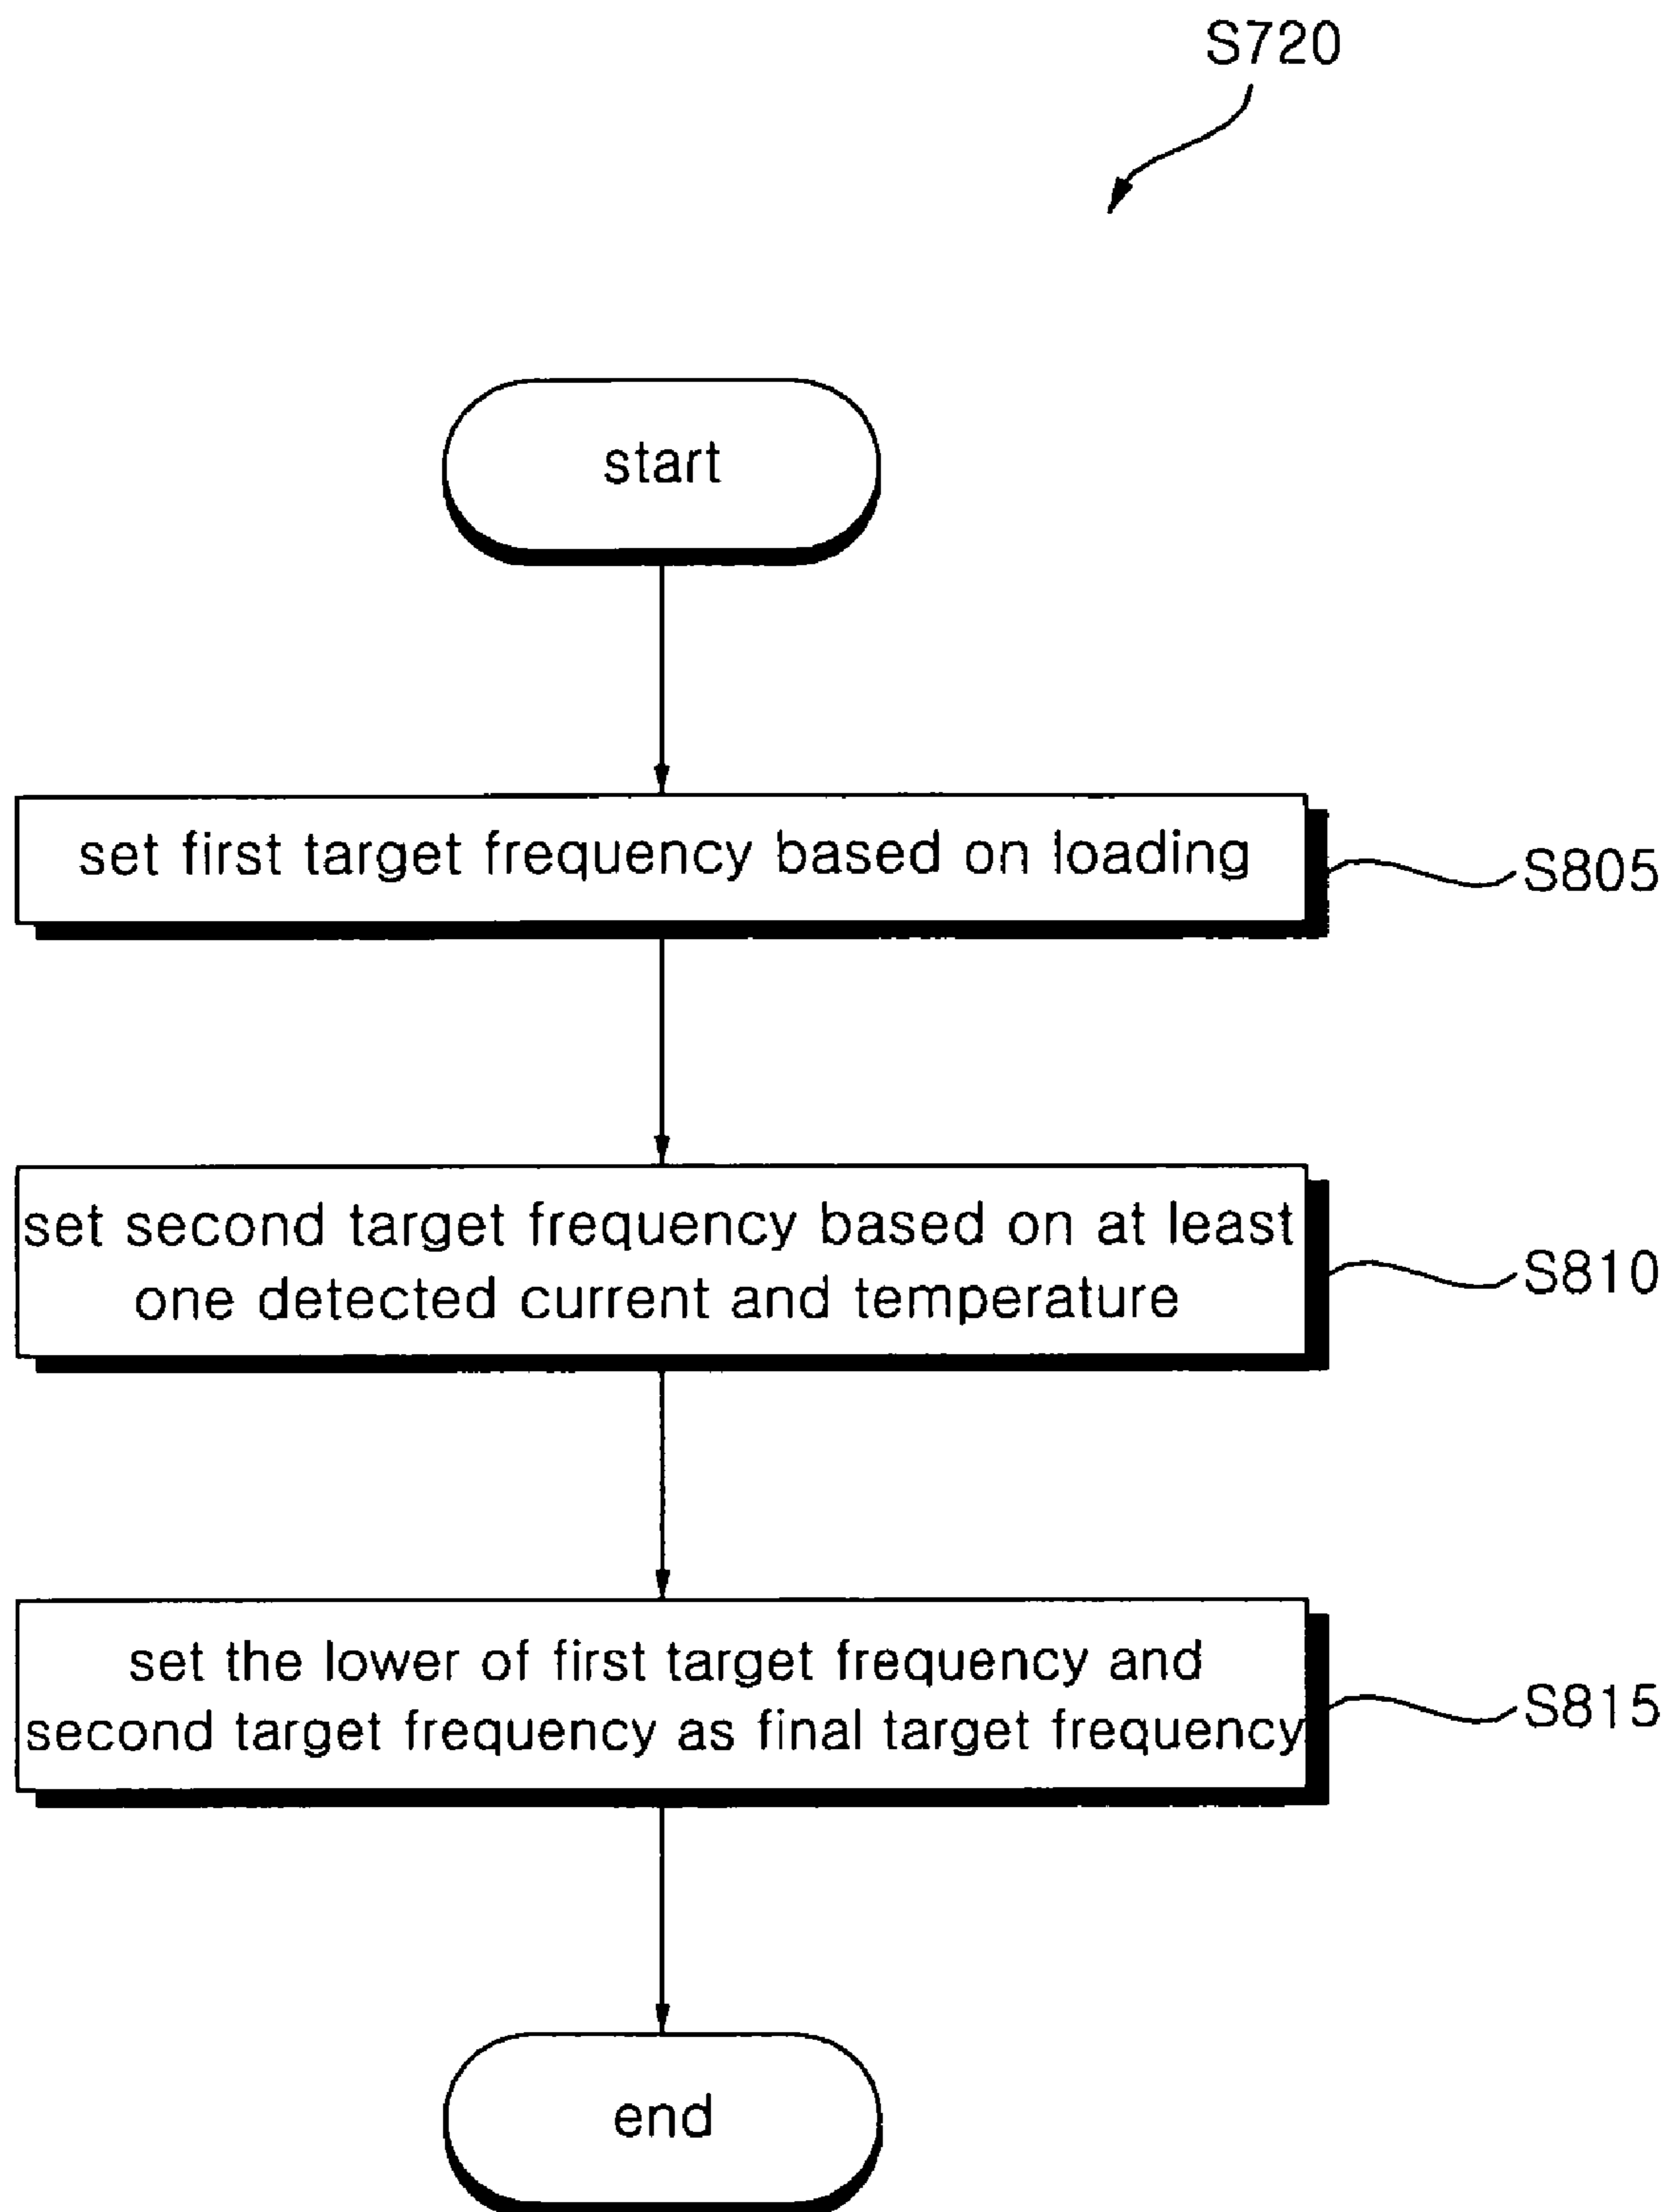 S720
start
set first target frequency based on loading
S805
set second target frequency based on at least
one detected current and temperature
S810
set the lower of first target frequency and
second target frequency as final target frequency
S815
end